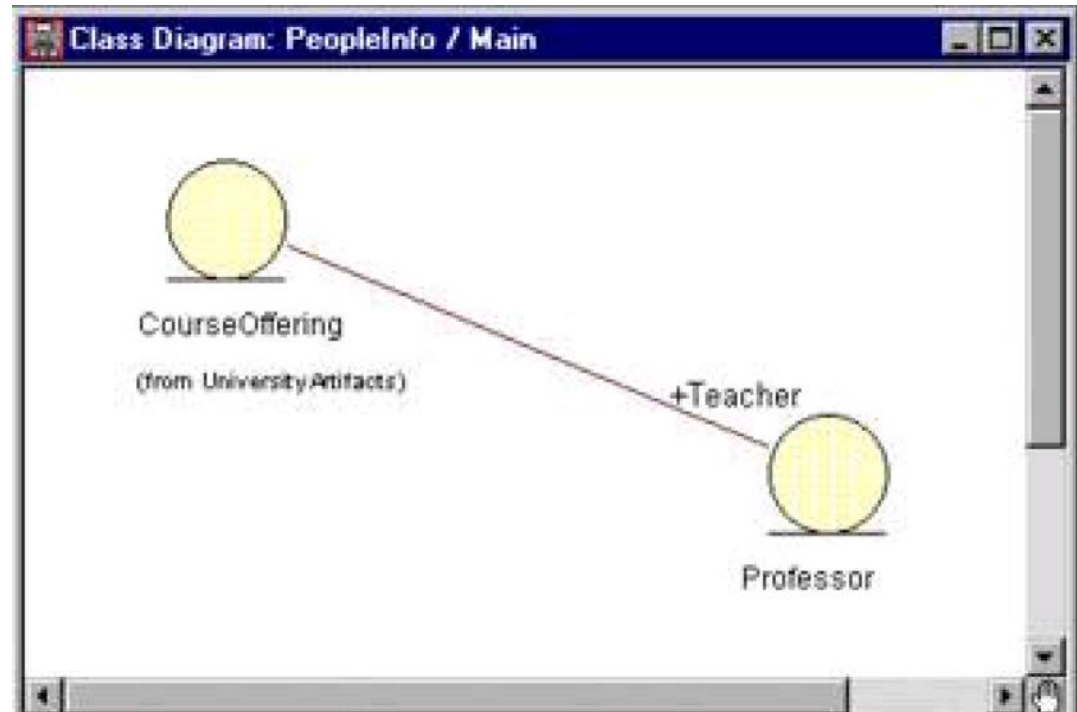 Class Diagram: PeopleInfo / Main
CourseOffering
(from UniversityArtifacts)
+Teacher
Professor